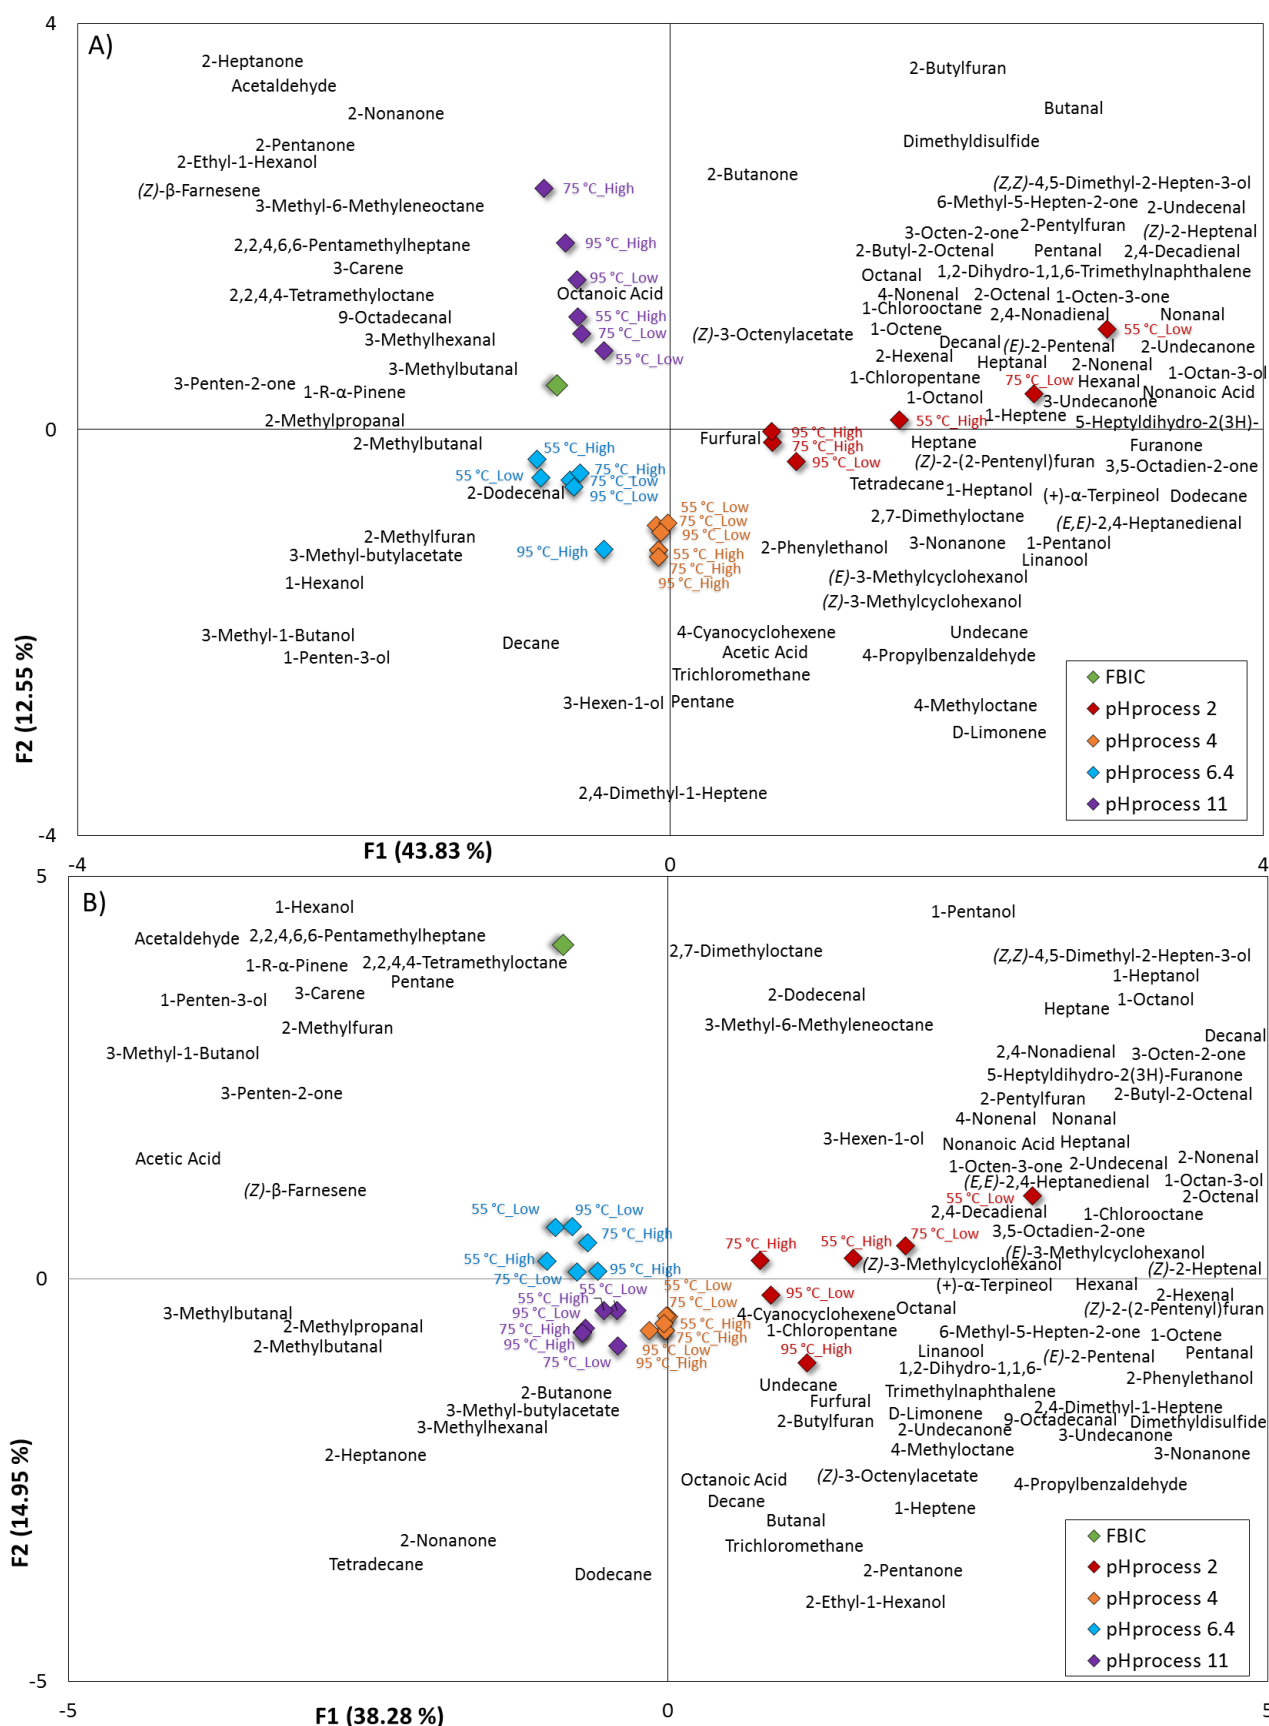 4
A)
2-Heptanone
2-Butylfuran
Acetaldehyde
Butanal
2-Nonanone
Dimethyldisulfide
2-Pentanone
2-Ethyl-1-Hexanol
2-Butanone
(Z)-β-Farnesene
75 °C_High
(Z,Z)-4,5-Dimethyl-2-Hepten-3-ol
3-Methyl-6-Methyleneoctane
6-Methyl-5-Hepten-2-one
2-Undecenal
3-Octen-2-one
2-Pentylfuran
(Z)-2-Heptenal
2,2,4,6,6-Pentamethylheptane
95 °C_High
2-Butyl-2-Octenal
Pentanal
2,4-Decadienal
3-Carene
95 °C_Low
Octanal
1,2-Dihydro-1,1,6-Trimethylnaphthalene
2,2,4,4-Tetramethyloctane
Octanoic Acid
4-Nonenal
2-Octenal
1-Octen-3-one
9-Octadecanal
55 °C_High
1-Chlorooctane
2,4-Nonadienal
Nonanal
3-Methylhexanal
75 °C_Low
(Z)-3-Octenylacetate
1-Octene
55 °C_Low
Decanal
(E)-2-Pentenal
2-Undecanone
55 °C_Low
2-Hexenal
Heptanal
2-Nonenal
3-Methylbutanal
1-Chloropentane
75 °C_Low
Hexanal
1-Octan-3-ol
3-Penten-2-one
1-R-α-Pinene
1-Octanol
3-Undecanone
Nonanoic Acid
2-Methylpropanal
55 °C_High
1-Heptene
5-Heptyldihydro-2(3H)-
0
2-Methylbutanal
Furfural
95 °C_High
75 °C_High
Heptane
Furanone
55 °C_High
95 °C_Low
(Z)-2-(2-Pentenyl)furan
3,5-Octadien-2-one
55 °C_Low
75 °C_High
75 °C_Low
Tetradecane
1-Heptanol
(+)-α-Terpineol
Dodecane
2-Dodecenal
95 °C_Low
55 °C_Low
75 °C_Low
2,7-Dimethyloctane
(E,E)-2,4-Heptanedienal
2-Methylfuran
95 °C_Low
3-Methyl-butylacetate
95 °C_High
55 °C_High
2-Phenylethanol
3-Nonanone
1-Pentanol
75 °C_High
Linanool
1-Hexanol
95 °C_High
(E)-3-Methylcyclohexanol
(Z)-3-Methylcyclohexanol
3-Methyl-1-Butanol
Decane
4-Cyanocyclohexene
Undecane
1-Penten-3-ol
Acetic Acid
4-Propylbenzaldehyde
Trichloromethane
3-Hexen-1-ol
Pentane
4-Methyloctane
D-Limonene
2,4-Dimethyl-1-Heptene
FBIC
pHprocess 2
pHprocess 4
pHprocess 6.4
pHprocess 11
F2 (12.55 %)
-4
-4
F1 (43.83 %)
0
4
5
B)
1-Hexanol
1-Pentanol
Acetaldehyde
2,2,4,6,6-Pentamethylheptane
2,7-Dimethyloctane
1-R-α-Pinene
2,2,4,4-Tetramethyloctane
(Z,Z)-4,5-Dimethyl-2-Hepten-3-ol
Pentane
1-Heptanol
1-Penten-3-ol
3-Carene
2-Dodecenal
Heptane
1-Octanol
2-Methylfuran
3-Methyl-6-Methyleneoctane
Decanal
3-Methyl-1-Butanol
2,4-Nonadienal
3-Octen-2-one
5-Heptyldihydro-2(3H)-Furanone
3-Penten-2-one
2-Pentylfuran
2-Butyl-2-Octenal
4-Nonenal
Nonanal
3-Hexen-1-ol
Nonanoic Acid
Heptanal
Acetic Acid
1-Octen-3-one
2-Undecenal
2-Nonenal
(Z)-β-Farnesene
(E,E)-2,4-Heptanedienal
1-Octan-3-ol
55 °C_Low
2-Octenal
55 °C_Low
95 °C_Low
2,4-Decadienal
1-Chlorooctane
75 °C_High
75 °C_High
55 °C_High
75 °C_Low
3,5-Octadien-2-one
55 °C_High
95 °C_High
(Z)-3-Methylcyclohexanol
(E)-3-Methylcyclohexanol
(Z)-2-Heptenal
0
75 °C_Low
55 °C_Low
55 °C_Low
95 °C_Low
(+)-α-Terpineol
Hexanal
2-Hexenal
55 °C_High
75 °C_Low
3-Methylbutanal
95 °C_Low
4-Cyanocyclohexene
Octanal
(Z)-2-(2-Pentenyl)furan
2-Methylpropanal
75 °C_High
55 °C_High
1-Chloropentane
6-Methyl-5-Hepten-2-one
1-Octene
75 °C_High
2-Methylbutanal
95 °C_High
95 °C_Low
95 °C_High
Linanool
(E)-2-Pentenal
Pentanal
75 °C_Low
95 °C_High
1,2-Dihydro-1,1,6-
2-Phenylethanol
2-Butanone
Undecane
Trimethylnaphthalene
3-Methyl-butylacetate
Furfural
D-Limonene
2,4-Dimethyl-1-Heptene
3-Methylhexanal
2-Butylfuran
9-Octadecanal
Dimethyldisulfide
2-Undecanone
3-Undecanone
2-Heptanone
4-Methyloctane
3-Nonanone
Octanoic Acid
(Z)-3-Octenylacetate
4-Propylbenzaldehyde
Decane
1-Heptene
2-Nonanone
Butanal
Tetradecane
Trichloromethane
Dodecane
2-Pentanone
2-Ethyl-1-Hexanol
FBIC
pHprocess 2
pHprocess 4
pHprocess 6.4
pHprocess 11
F2 (14.95 %)
-5
-5
F1 (38.28 %)
0
5